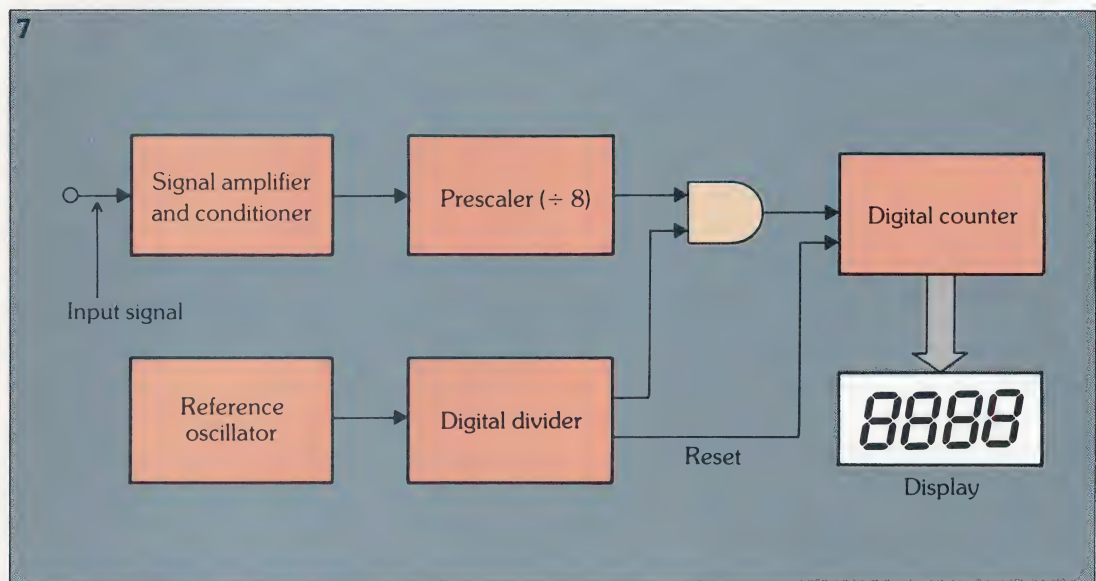 7
Signal amplifier
and conditioner
Prescaler (÷ 8)
Digital counter
Input signal
Reference
oscillator
Digital divider
Reset
8888
Display